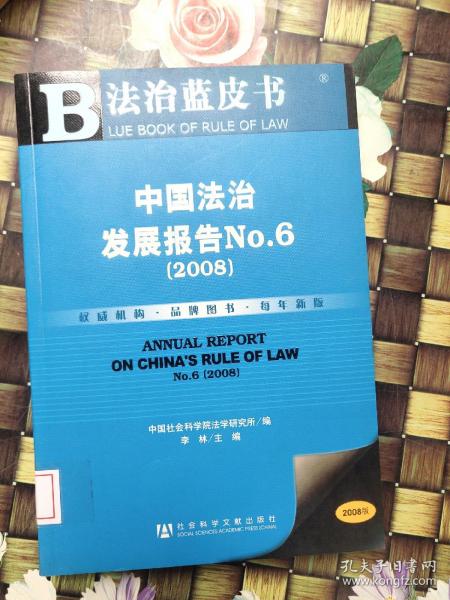 B 法治蓝皮书 ®
LUE BOOK OF RULE OF LAW
中国法治
发展报告No.6
(2008)
权威机构·品牌图书·每年新版
ANNUAL REPORT
ON CHINA'S RULE OF LAW
No.6 (2008)
中国社会科学院法学研究所/编
李林/主编
2008版
社会科学文献出版社
SOCIAL SCIENCES ACADEMIC PRESS (CHINA)
孔夫子旧书网
www.kongfz.com